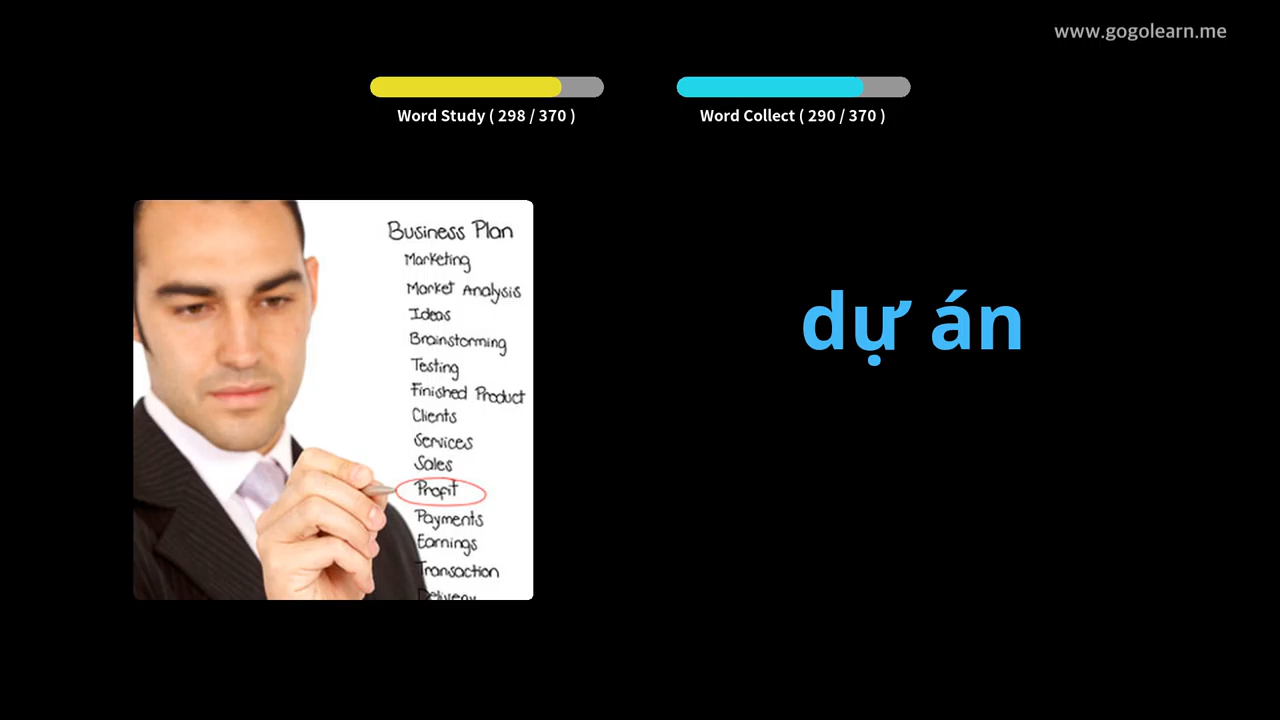 www.gogolearn.me
Word Study ( 298 / 370 )
Word Collect ( 290 / 370 )
Business Plan
Marketing
Market Analysis
Ideas
Brainstorming
Testing
Finished Product
Clients
Services
Sales
Profit
Payments
Earnings
Transaction
Delivery
dự án